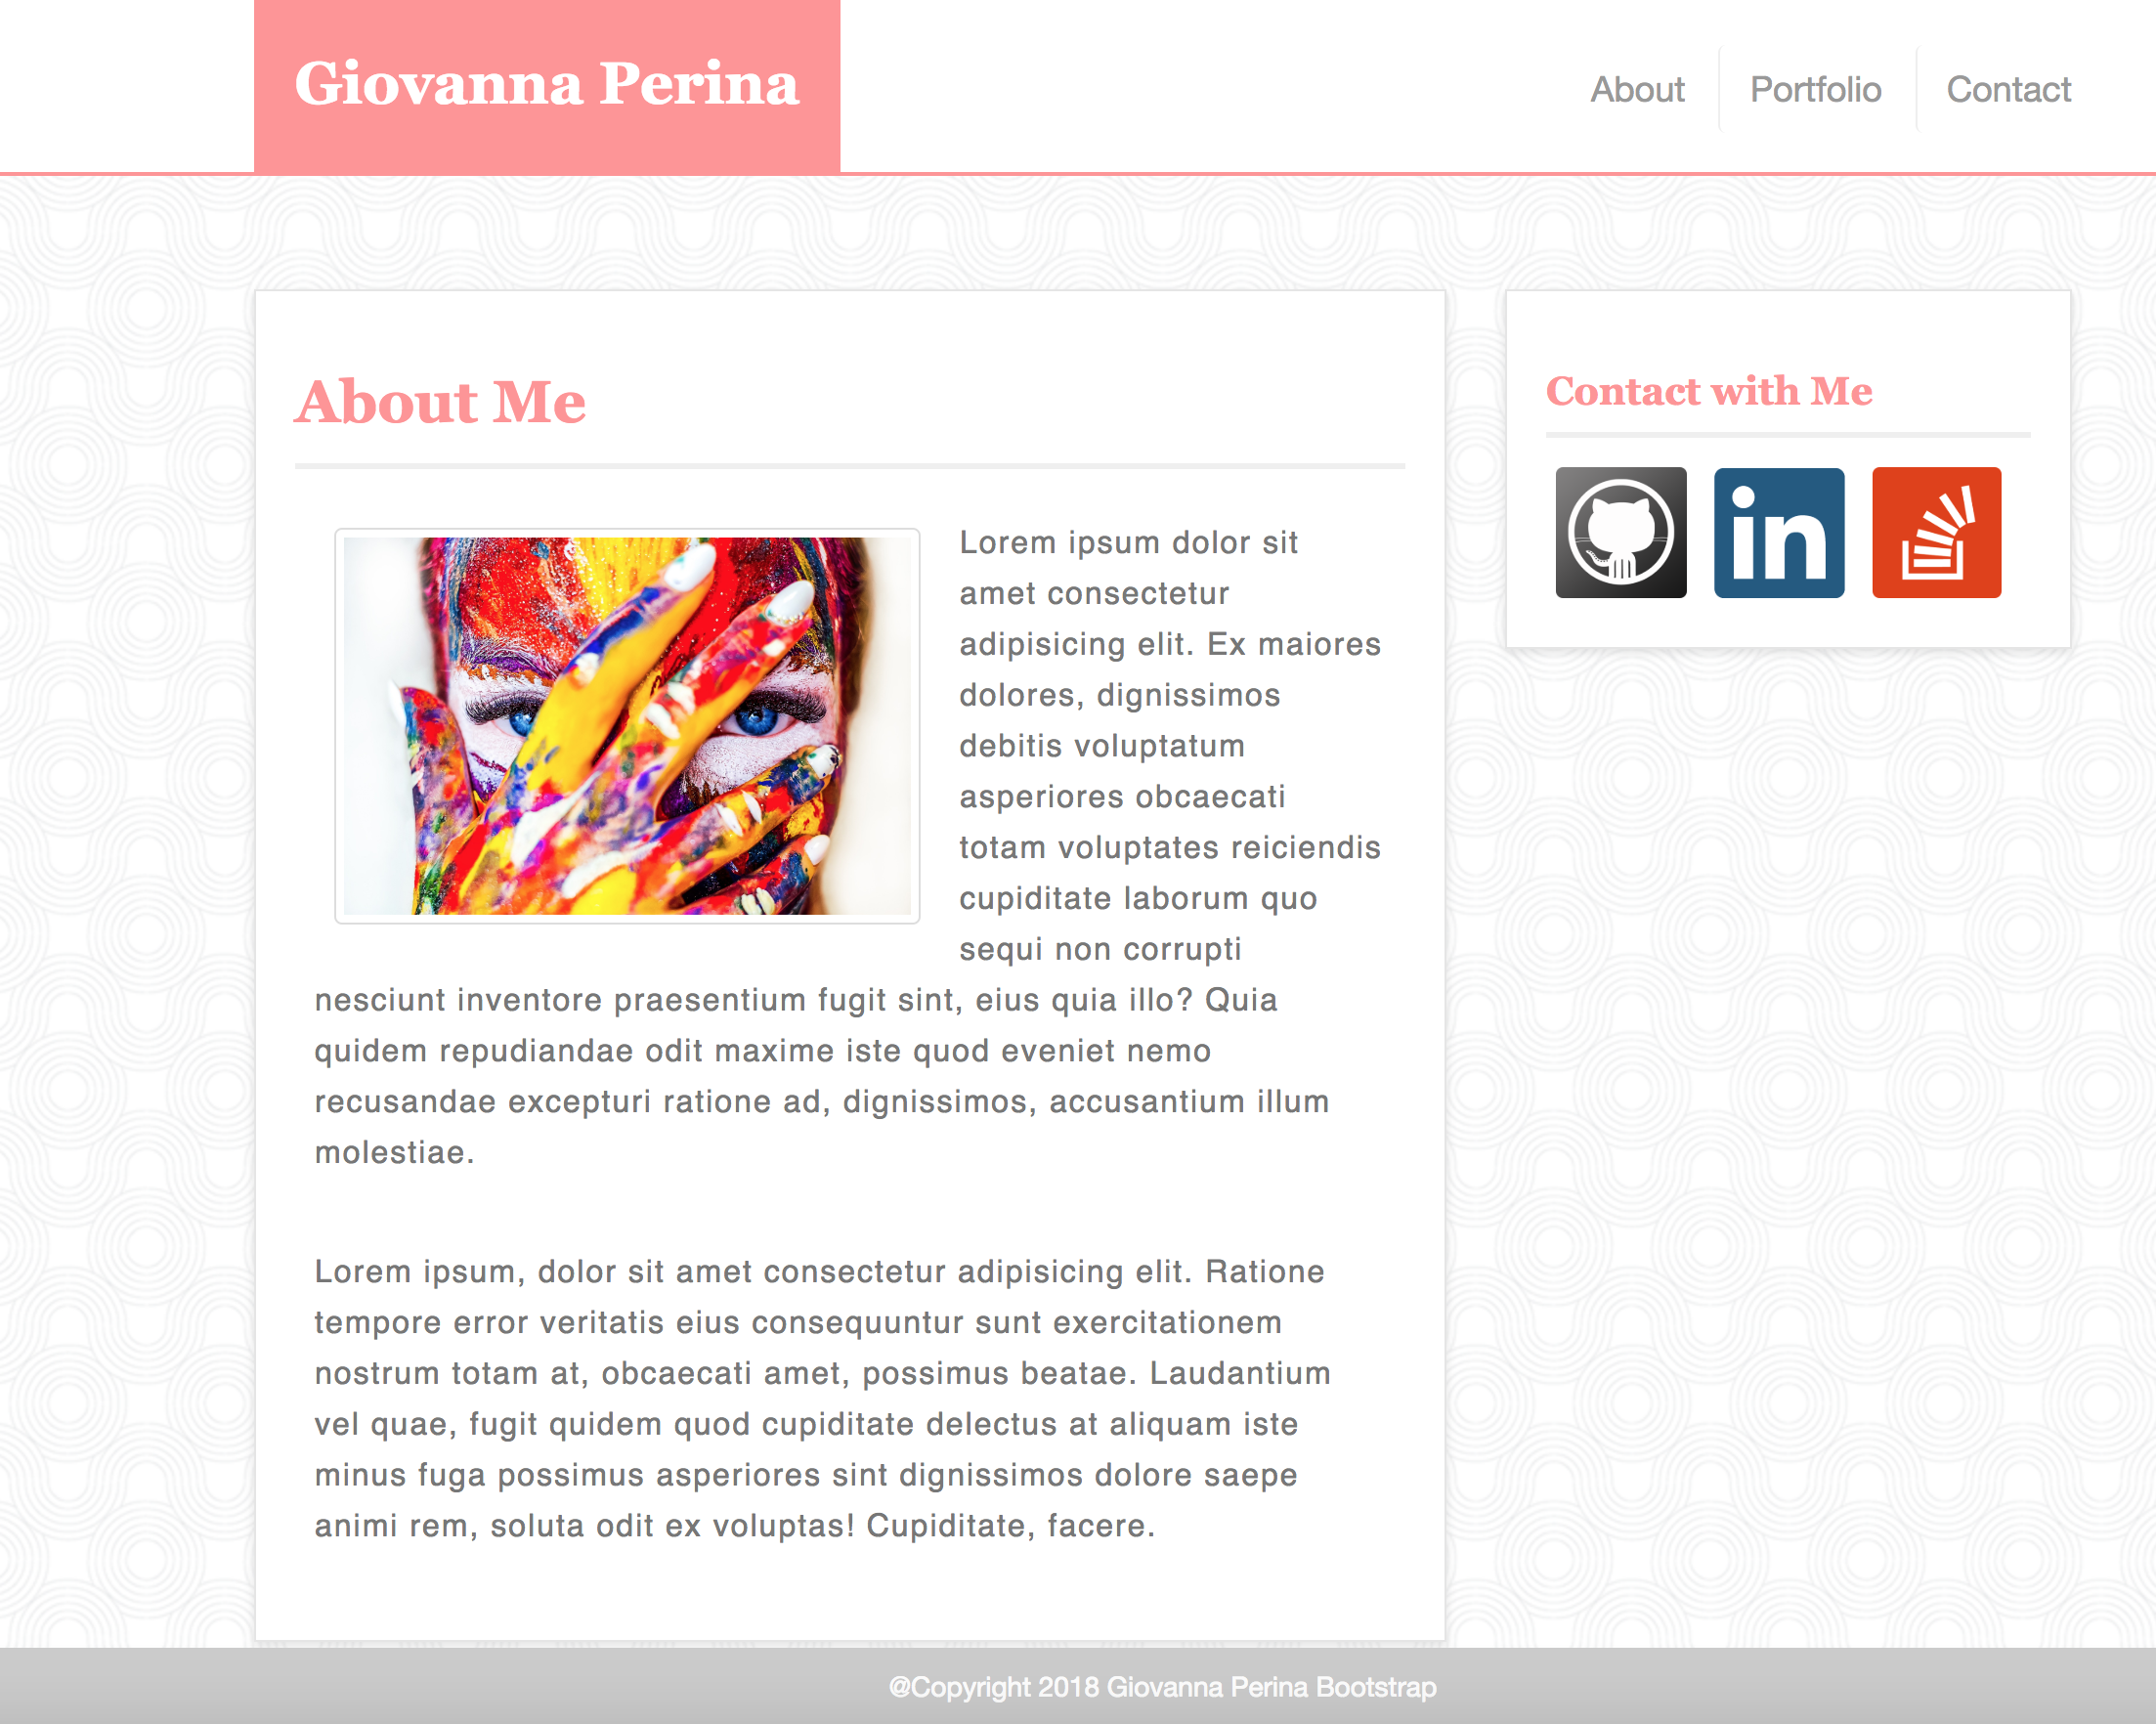 Giovanna Perina
About
Portfolio
Contact
About Me
Lorem ipsum dolor sit
amet consectetur
adipisicing elit. Ex maiores
dolores, dignissimos
debitis voluptatum
asperiores obcaecati
totam voluptates reiciendis
cupiditate laborum quo
sequi non corrupti
nesciunt inventore praesentium fugit sint, eius quia illo? Quia
quidem repudiandae odit maxime iste quod eveniet nemo
recusandae excepturi ratione ad, dignissimos, accusantium illum
molestiae.
Lorem ipsum, dolor sit amet consectetur adipisicing elit. Ratione
tempore error veritatis eius consequuntur sunt exercitationem
nostrum totam at, obcaecati amet, possimus beatae. Laudantium
vel quae, fugit quidem quod cupiditate delectus at aliquam iste
minus fuga possimus asperiores sint dignissimos dolore saepe
animi rem, soluta odit ex voluptas! Cupiditate, facere.
Contact with Me
in
@Copyright 2018 Giovanna Perina Bootstrap